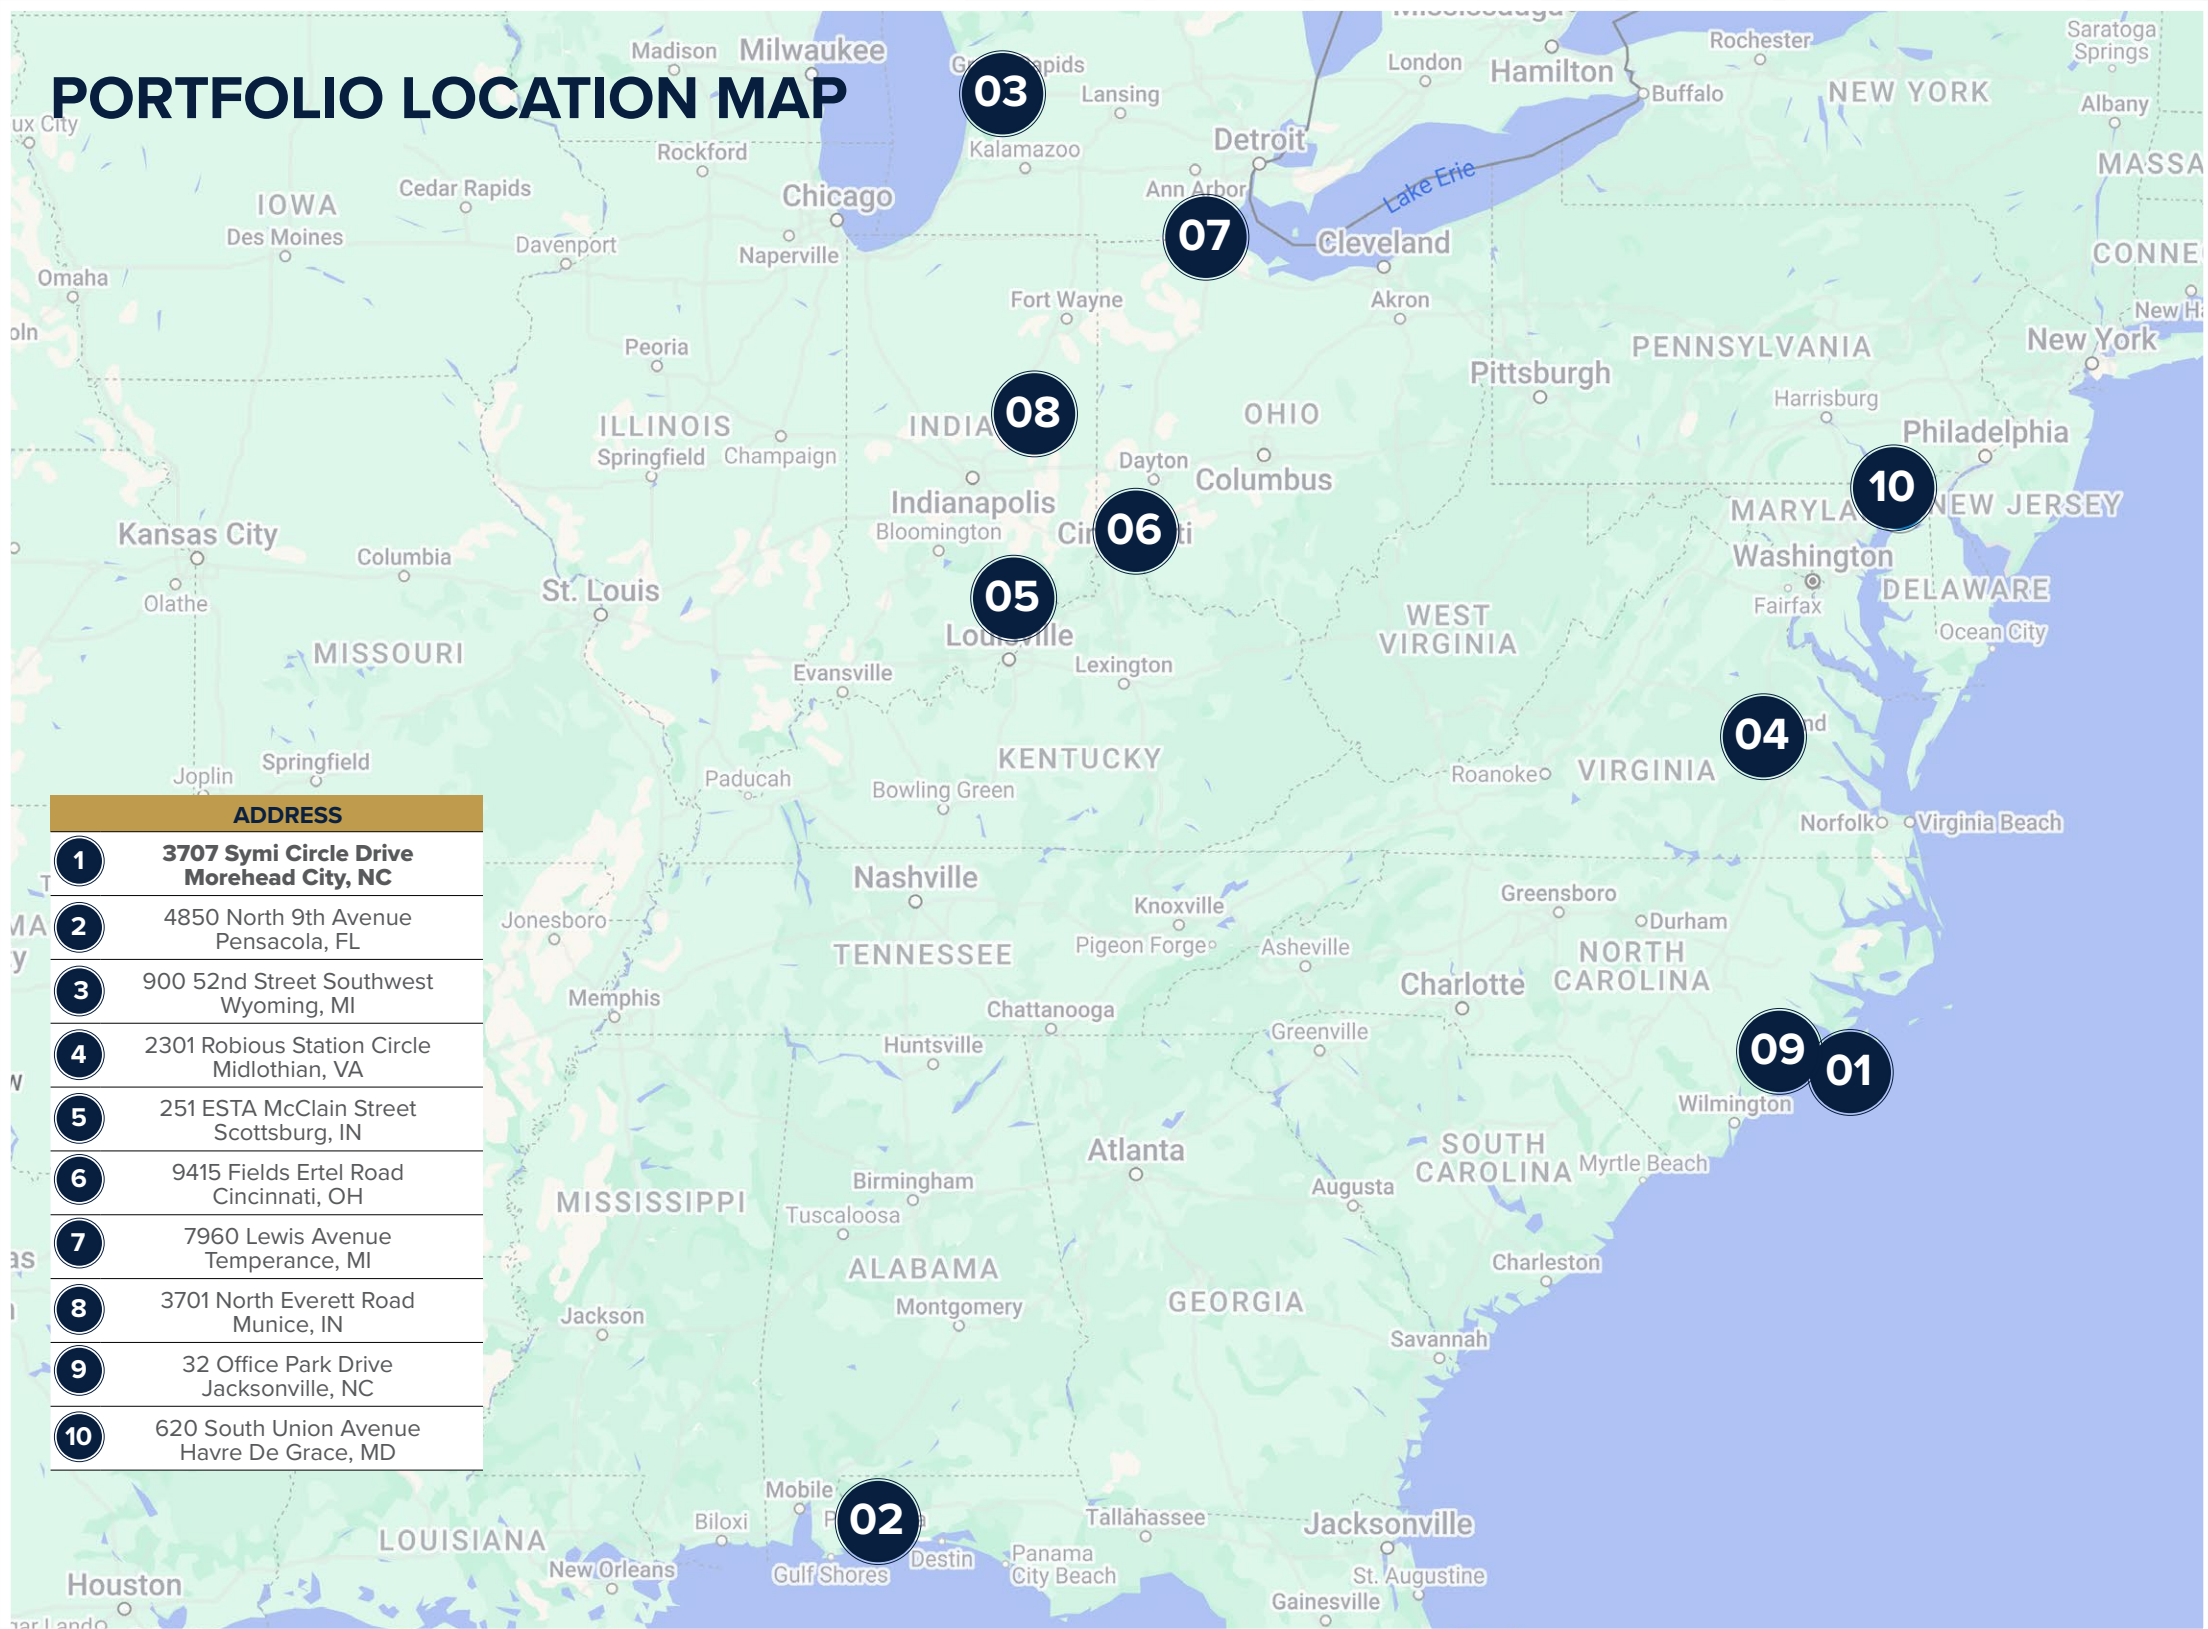 Mississauga
Saratoga
Springs
Madison
Milwaukee
Rochester
London
Hamilton
03
Lansing
Buffalo
NEW YORK
Albany
PORTFOLIO LOCATION MAP
Detroit
Rockford
Kalamazoo
Lake Erie
IOWA
Cedar Rapids
Chicago
Ann Arbor
Des Moines
Davenport
Naperville
07
Cleveland
Omaha
Fort Wayne
Akron
New York
Peoria
PENNSYLVANIA
Pittsburgh
Harrisburg
ILLINOIS
08
OHIO
Philadelphia
Springfield
Champaign
Dayton
Columbus
10
NEW JERSEY
Indianapolis
Kansas City
Bloomington
06
Washington
Columbia
St. Louis
05
DELAWARE
Olathe
Fairfax
WEST
VIRGINIA
Ocean City
Louisville
MISSOURI
Evansville
Lexington
04
KENTUCKY
Roanoke
VIRGINIA
Springfield
Joplin
Paducah
Bowling Green
Norfolk
Virginia Beach
ADDRESS
1
3707 Symi Circle Drive
Morehead City, NC
2
4850 North 9th Avenue
Pensacola, FL
3
900 52nd Street Southwest
Wyoming, MI
4
2301 Robious Station Circle
Midlothian, VA
5
251 ESTA McClain Street
Scottsburg, IN
6
9415 Fields Ertel Road
Cincinnati, OH
7
7960 Lewis Avenue
Temperance, MI
8
3701 North Everett Road
Munice, IN
9
32 Office Park Drive
Jacksonville, NC
10
620 South Union Avenue
Havre De Grace, MD
Nashville
Greensboro
Knoxville
Durham
Jonesboro
TENNESSEE
Pigeon Forge
Asheville
NORTH
CAROLINA
Charlotte
Memphis
Chattanooga
Huntsville
Greenville
09
01
Wilmington
Atlanta
SOUTH
CAROLINA
Myrtle Beach
Birmingham
Augusta
MISSISSIPPI
Tuscaloosa
ALABAMA
Charleston
Montgomery
GEORGIA
Jackson
Savannah
Mobile
02
Biloxi
Tallahassee
Jacksonville
LOUISIANA
Destin
Panama
City Beach
New Orleans
Gulf Shores
St. Augustine
Houston
Gainesville